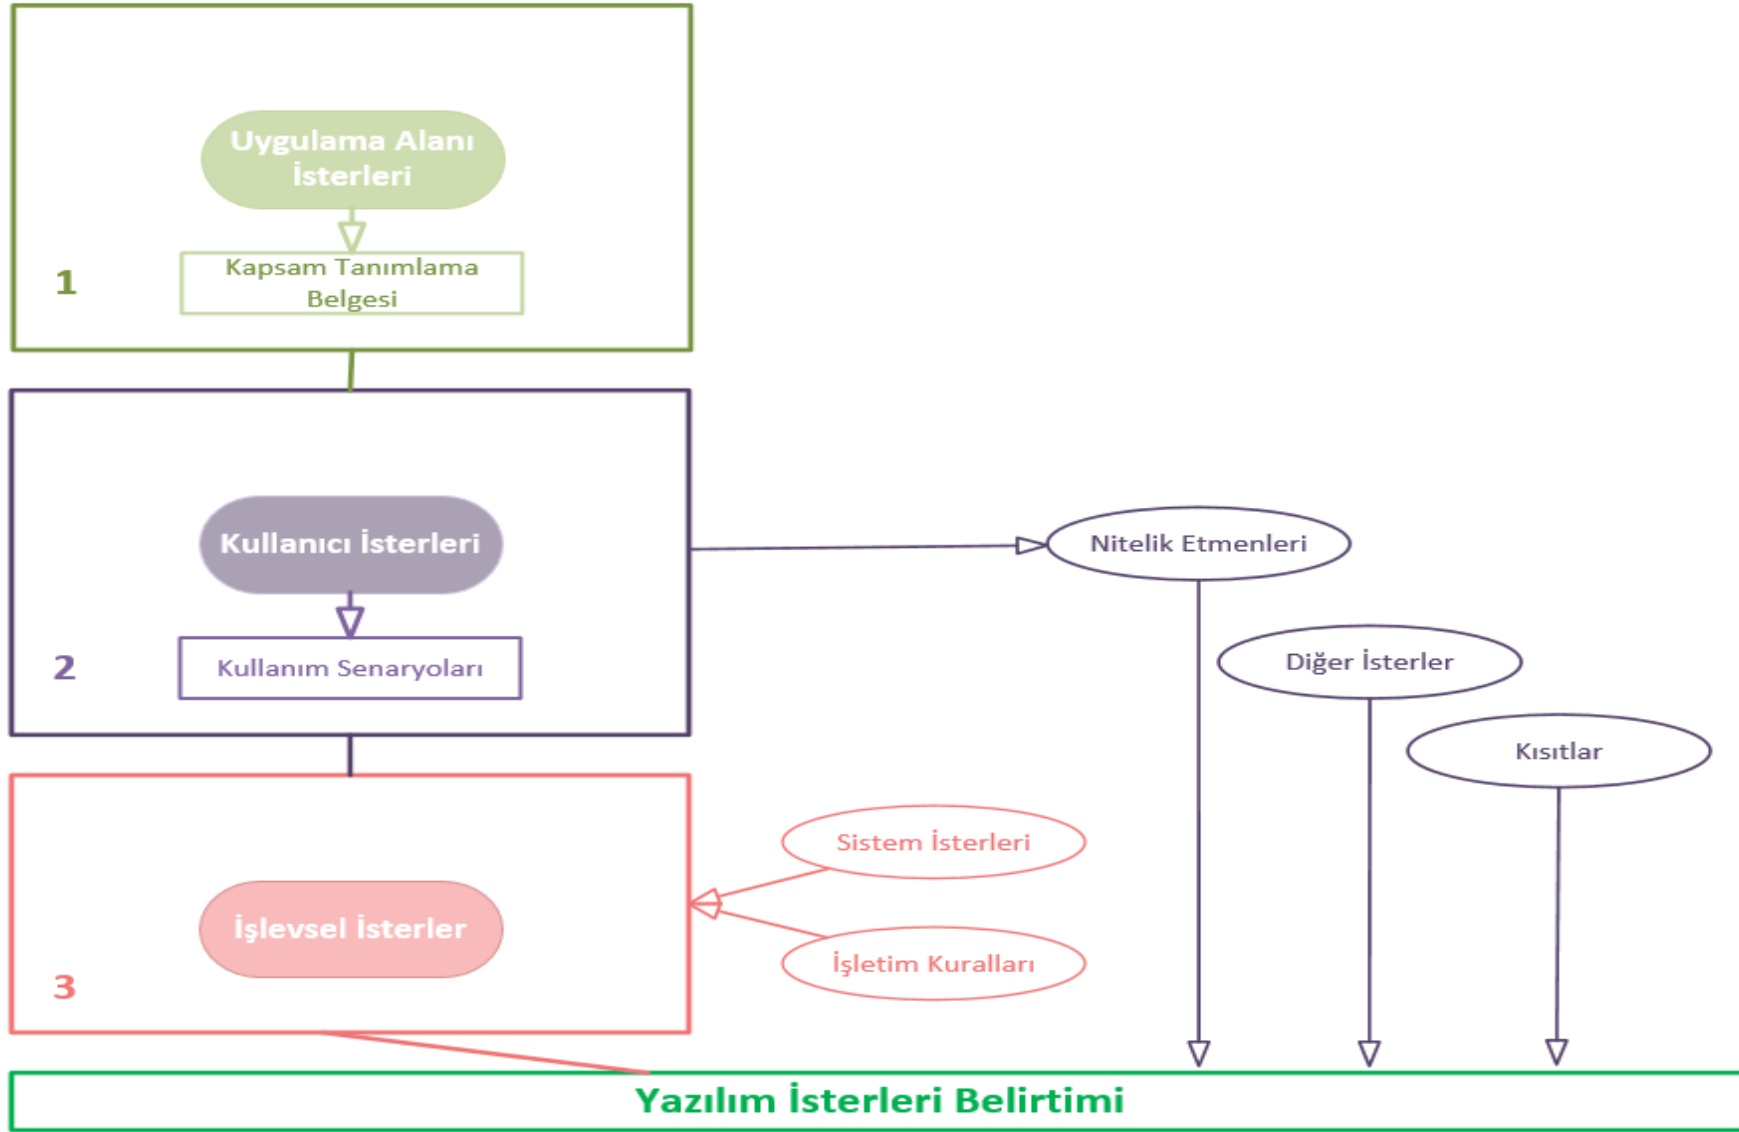 Uygulama Alanı
İsterleri
Kapsam Tanımlama
Belgesi
1
Kullanıcı İsterleri
Kullanım Senaryoları
2
Nitelik Etmenleri
Diğer İsterler
Kısıtlar
Sistem İsterleri
İşletim Kuralları
İşlevsel İsterler
3
Yazılım İsterleri Belirtimi